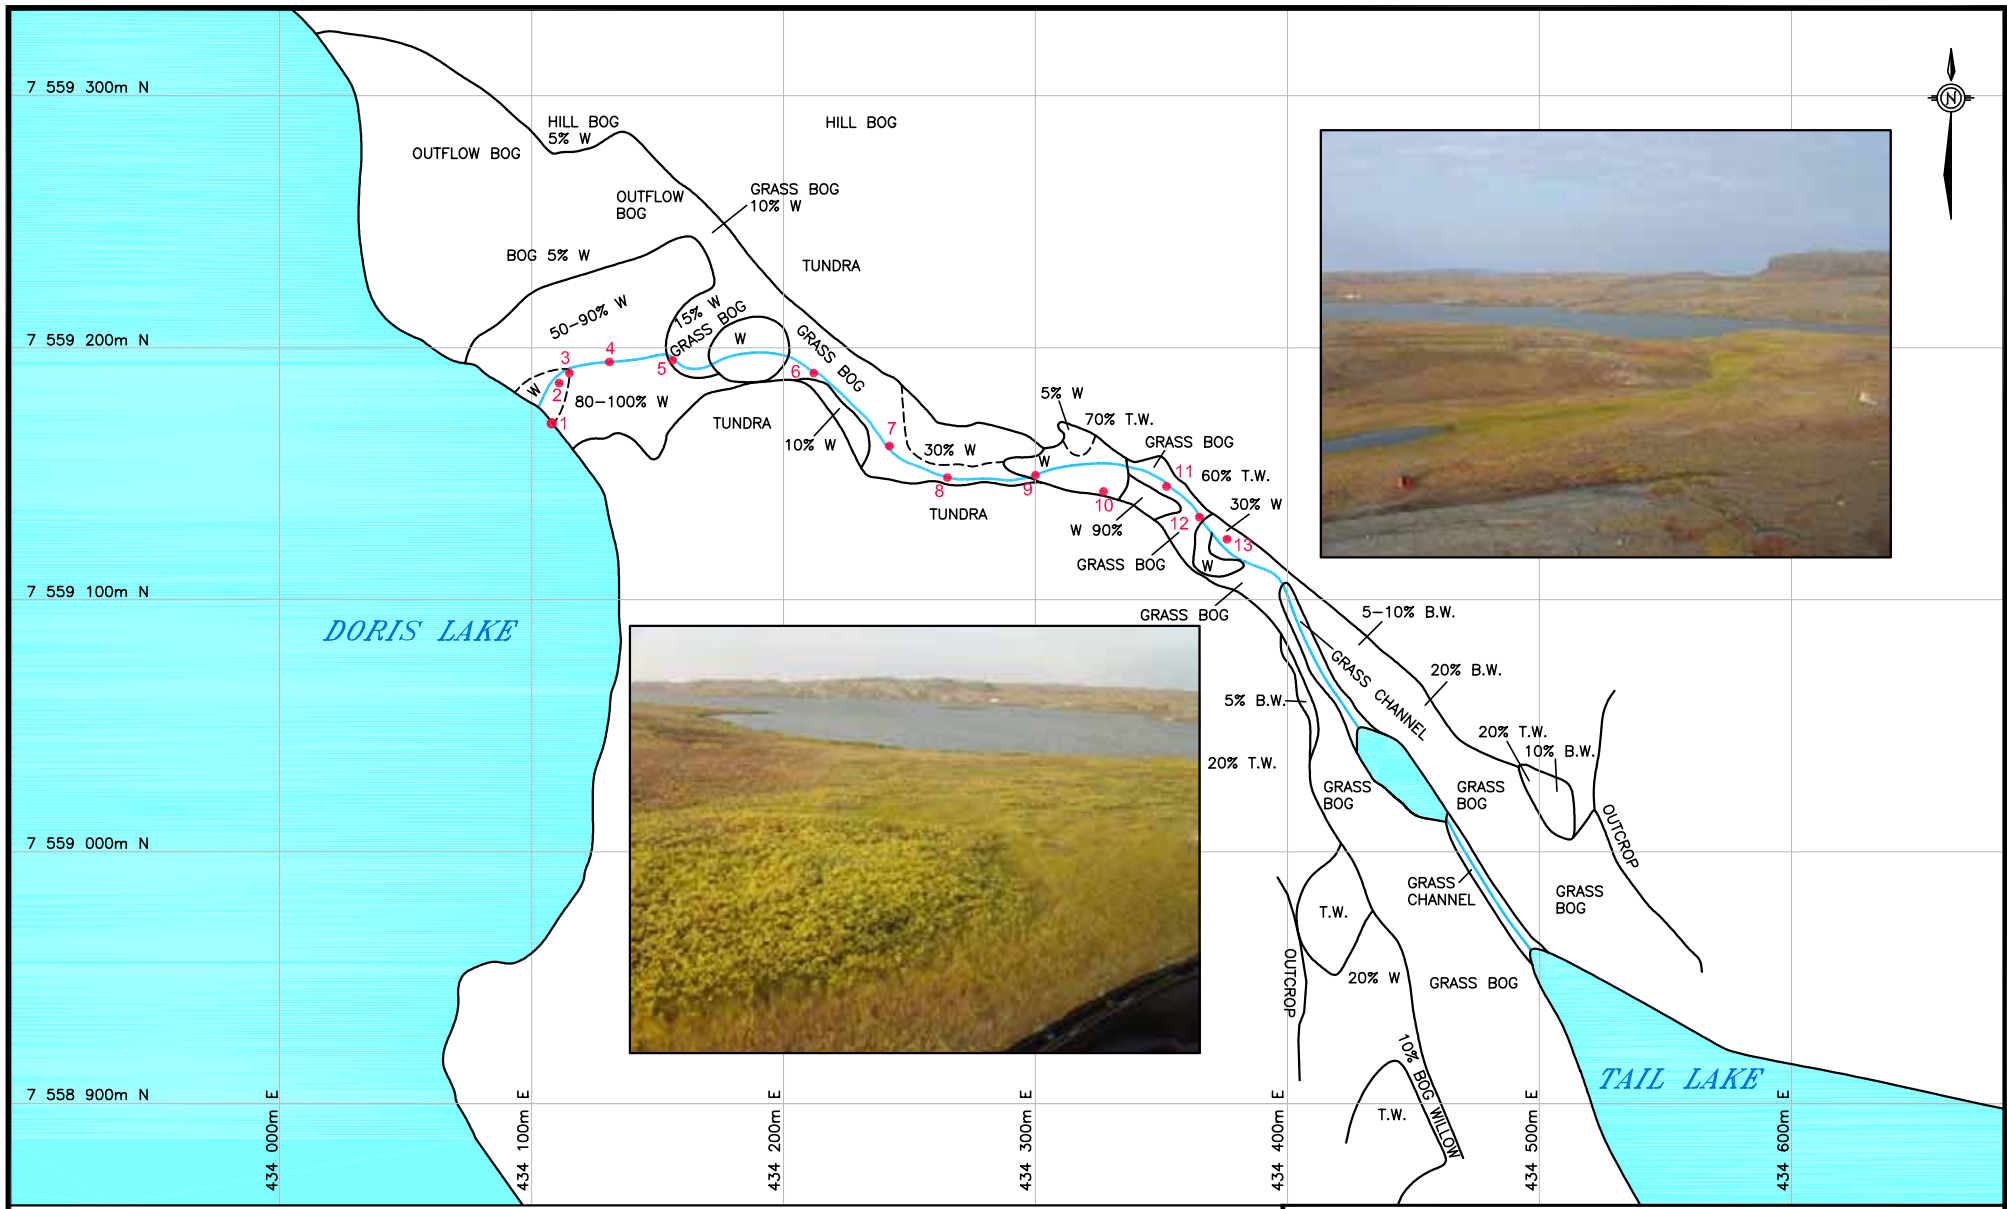 7 559 300m N
HILL BOG
5% W
HILL BOG
N
OUTFLOW BOG
OUTFLOW
BOG
GRASS BOG
10% W
BOG 5% W
TUNDRA
50-90% W
15% W
GRASS BOG
W
GRASS BOG
7 559 200m N
3
4
5
6
W
2
1
80-100% W
TUNDRA
10% W
7
30% W
5% W
70% T.W.
GRASS BOG
W
8
9
10
11
60% T.W.
TUNDRA
W 90%
12
30% W
13
GRASS BOG
W
7 559 100m N
GRASS BOG
5-10% B.W.
DORIS LAKE
GRASS CHANNEL
20% B.W.
5% B.W.
20% T.W.
10% B.W.
20% T.W.
GRASS
BOG
GRASS
BOG
OUTCROP
7 559 000m N
GRASS
CHANNEL
GRASS
BOG
T.W.
OUTCROP
20% W
GRASS BOG
10% BOG WILLOW
TAIL LAKE
7 558 900m N
T.W.
434 000m E
434 100m E
434 200m E
434 300m E
434 400m E
434 500m E
434 600m E